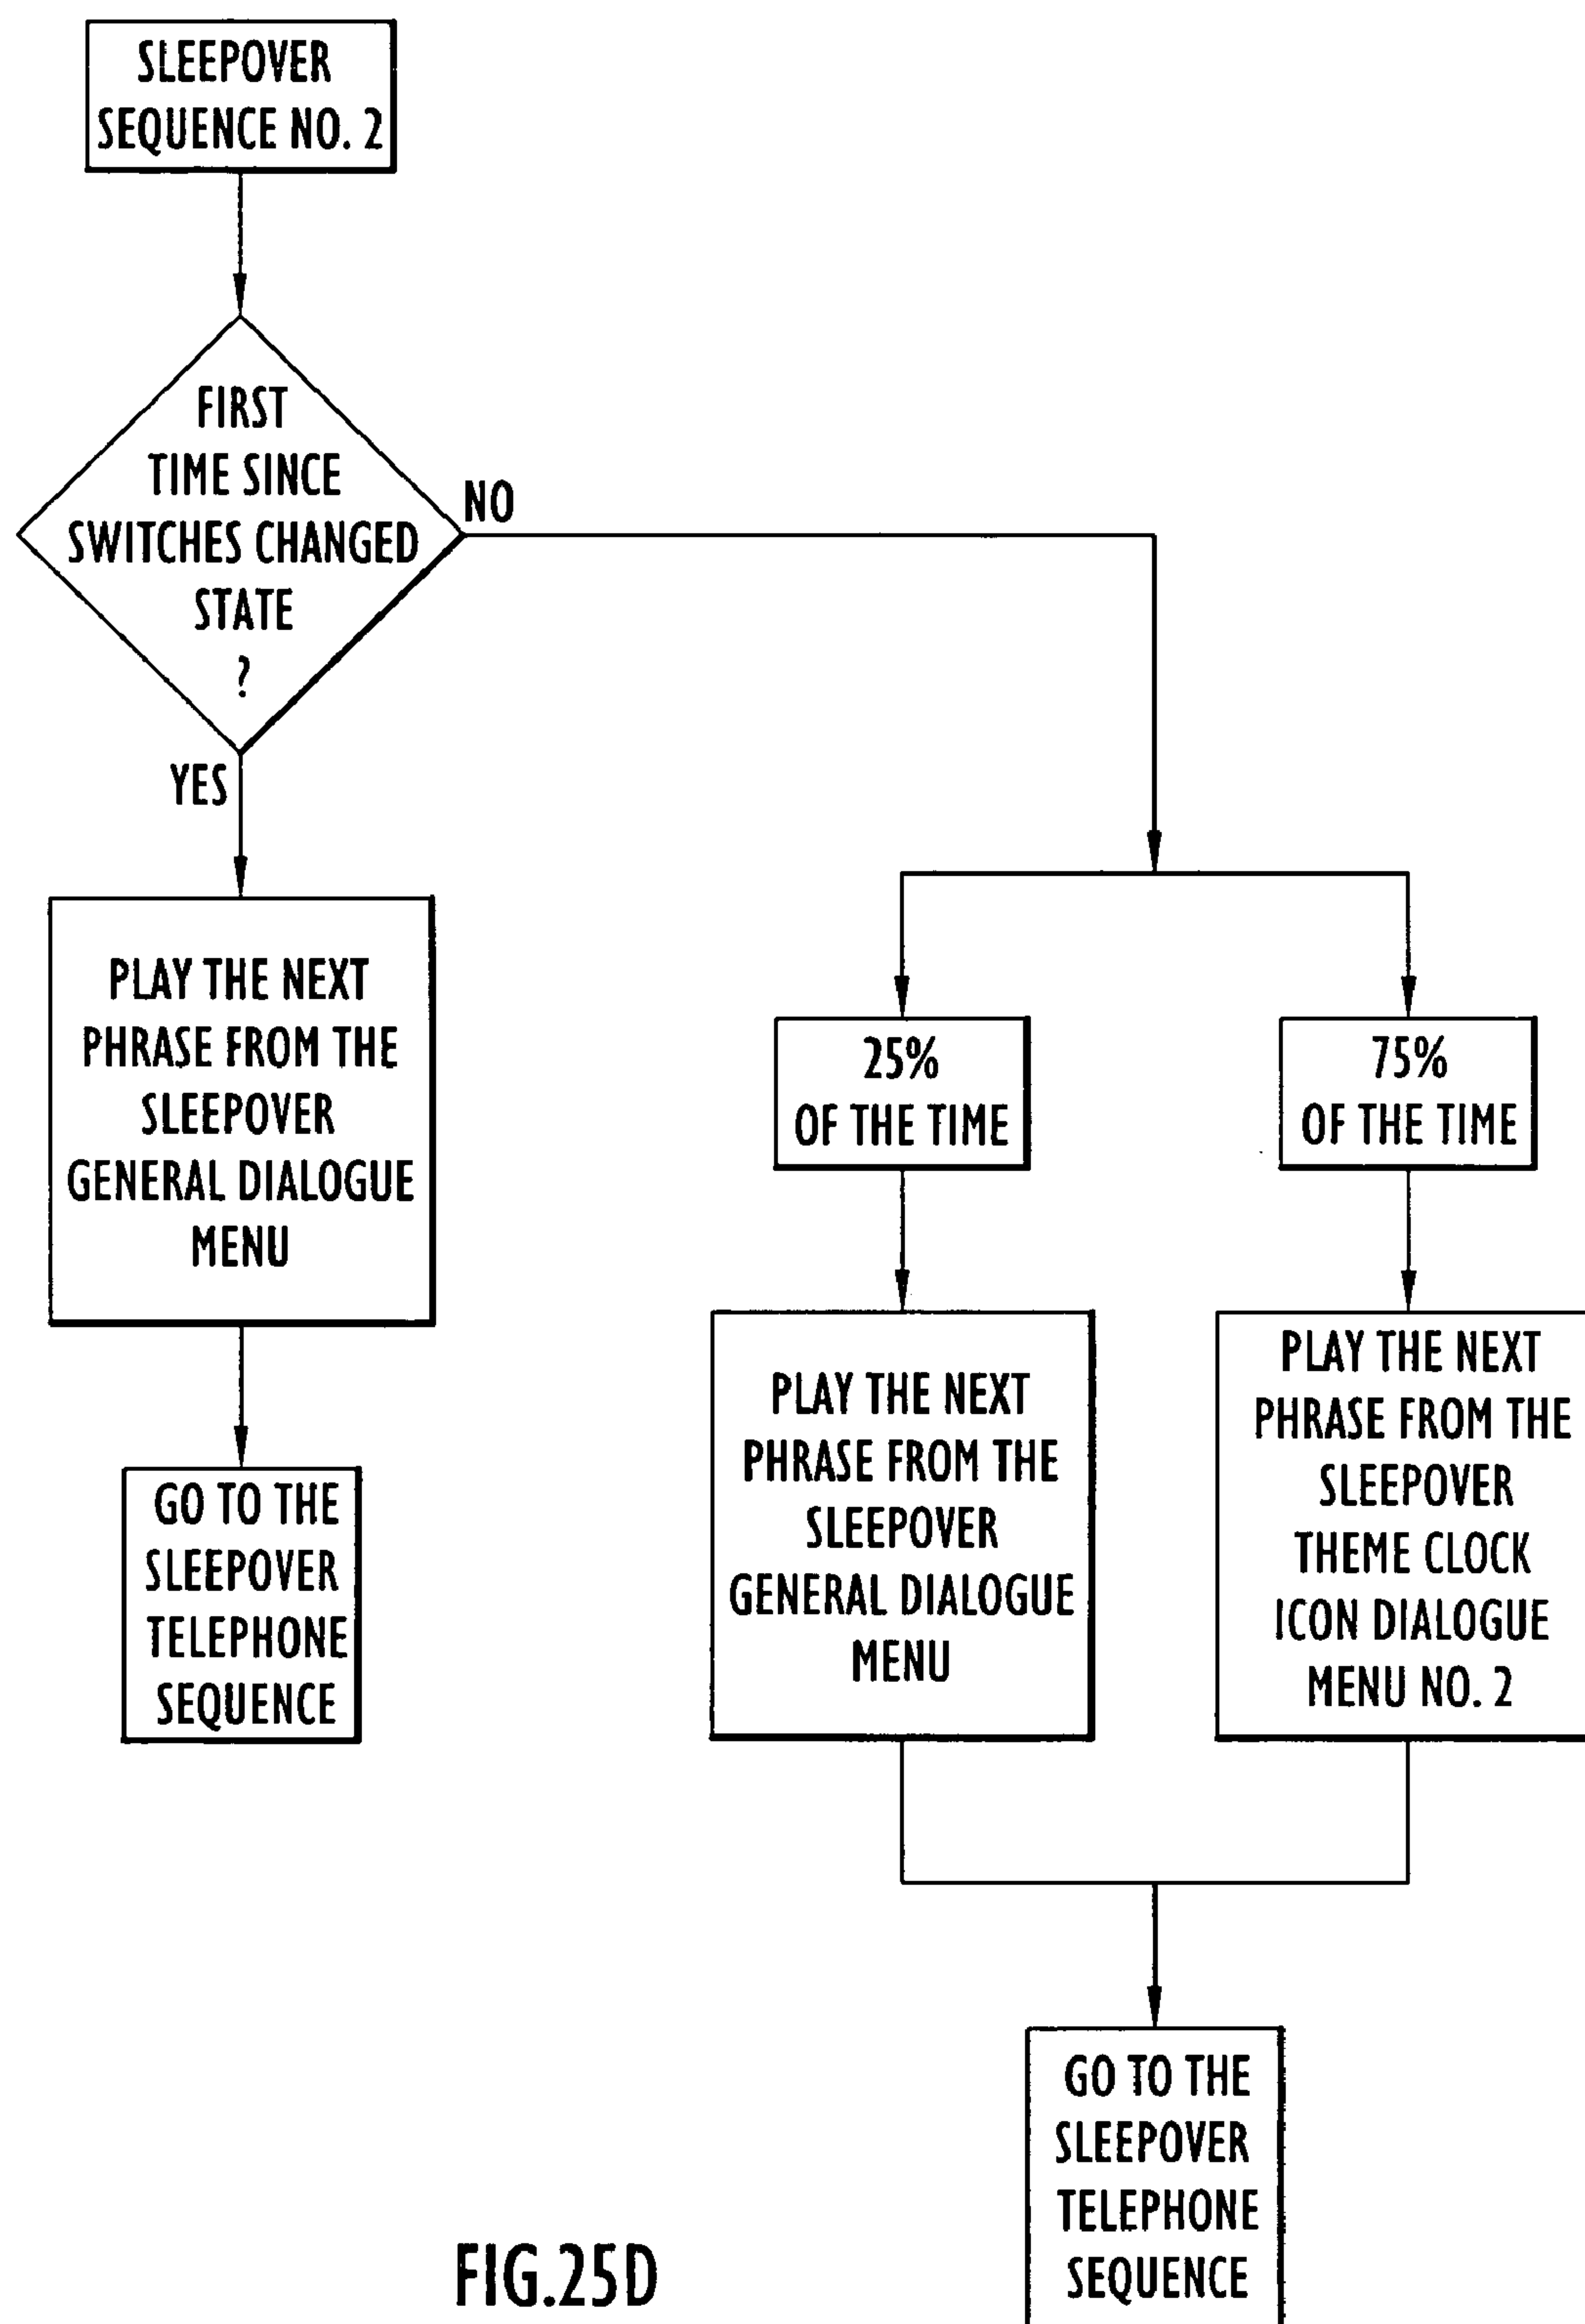 SLEEPOVER
SEQUENCE NO. 2
FIRST
TIME SINCE
SWITCHES CHANGED
STATE
?
NO
YES
PLAY THE NEXT
PHRASE FROM THE
SLEEPOVER
GENERAL DIALOGUE
MENU
GO TO THE
SLEEPOVER
TELEPHONE
SEQUENCE
25%
OF THE TIME
75%
OF THE TIME
PLAY THE NEXT
PHRASE FROM THE
SLEEPOVER
GENERAL DIALOGUE
MENU
PLAY THE NEXT
PHRASE FROM THE
SLEEPOVER
THEME CLOCK
ICON DIALOGUE
MENU NO. 2
GO TO THE
SLEEPOVER
TELEPHONE
SEQUENCE
FIG.25D